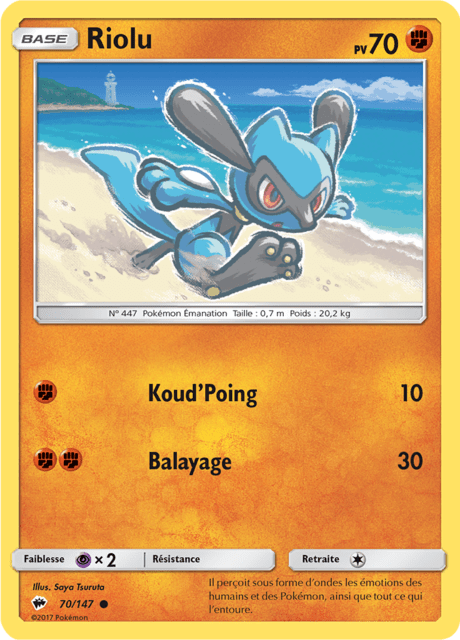 BASE Riolu PV 70
N° 447 Pokémon Émanation Taille : 0,7 m Poids : 20,2 kg
Koud'Poing 10
Balayage 30
Faiblesse × 2 Résistance Retraite
Illus. Saya Tsuruta
70/147
©2017 Pokémon
Il perçoit sous forme d'ondes les émotions des
humains et des Pokémon, ainsi que tout ce qui
l'entoure.